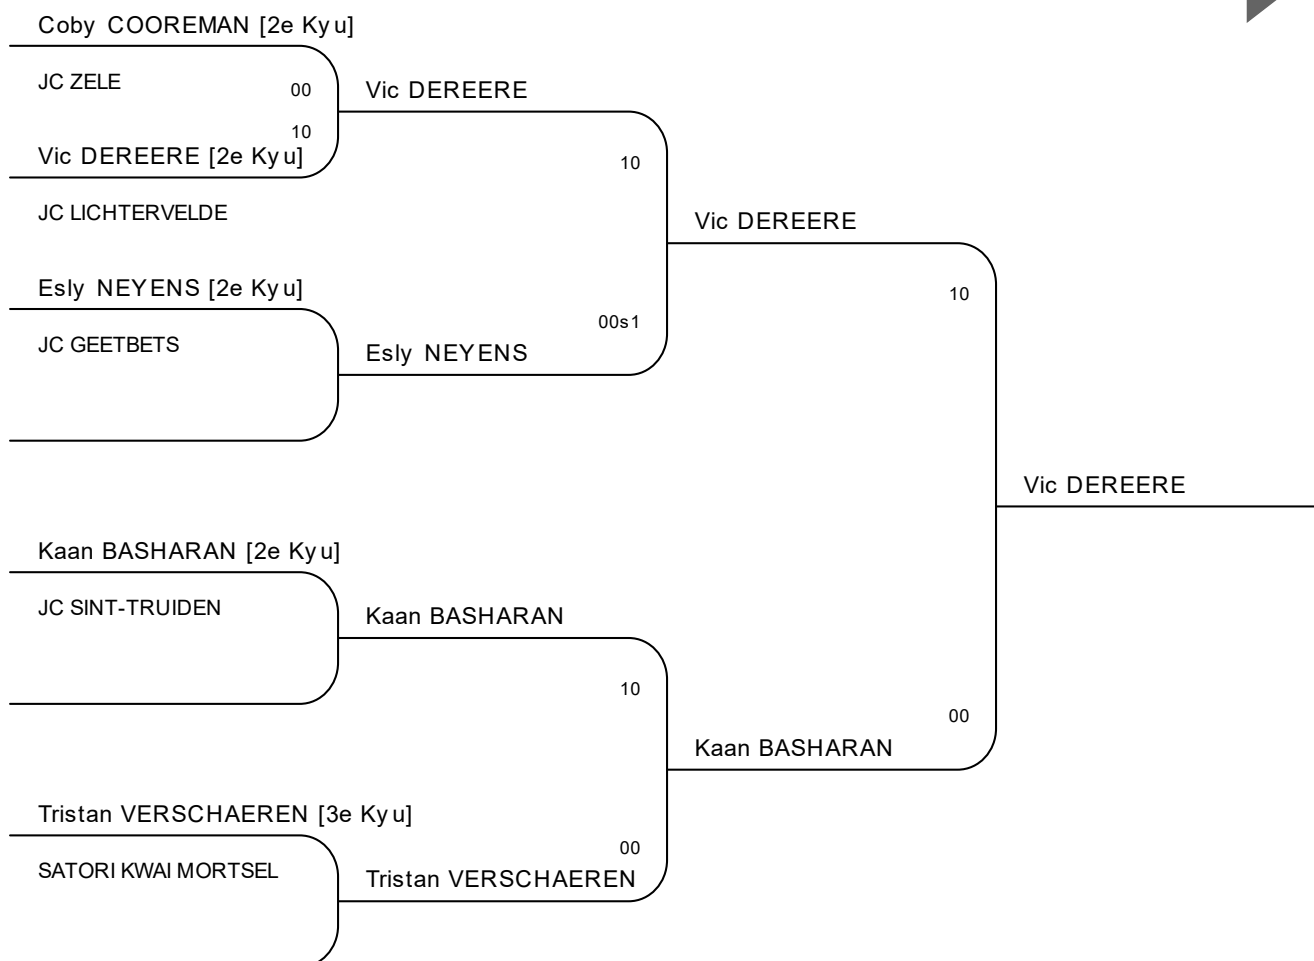 Coby COOREMAN [2e Kyu]
JC ZELE
00
Vic DEREERE
10
Vic DEREERE [2e Kyu]
10
JC LICHTERVELDE
Vic DEREERE
Esly NEYENS [2e Kyu]
10
00s1
JC GEETBETS
Esly NEYENS
Vic DEREERE
Kaan BASHARAN [2e Kyu]
JC SINT-TRUIDEN
Kaan BASHARAN
10
00
Kaan BASHARAN
Tristan VERSCHAEREN [3e Kyu]
00
SATORI KWAI MORTSEL
Tristan VERSCHAEREN